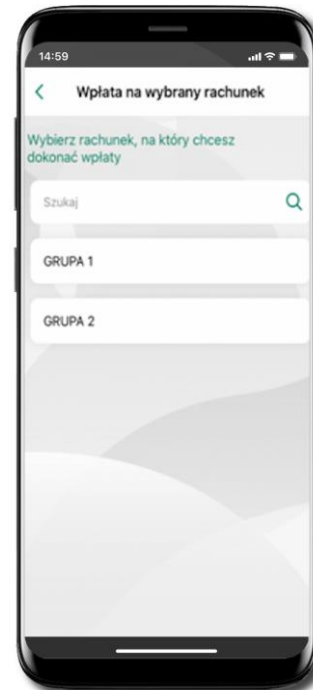 14:59
Wpłata na wybrany rachunek
Wybierz rachunek, na który chcesz
dokonać wpłaty
Szukaj
GRUPA 1
GRUPA 2